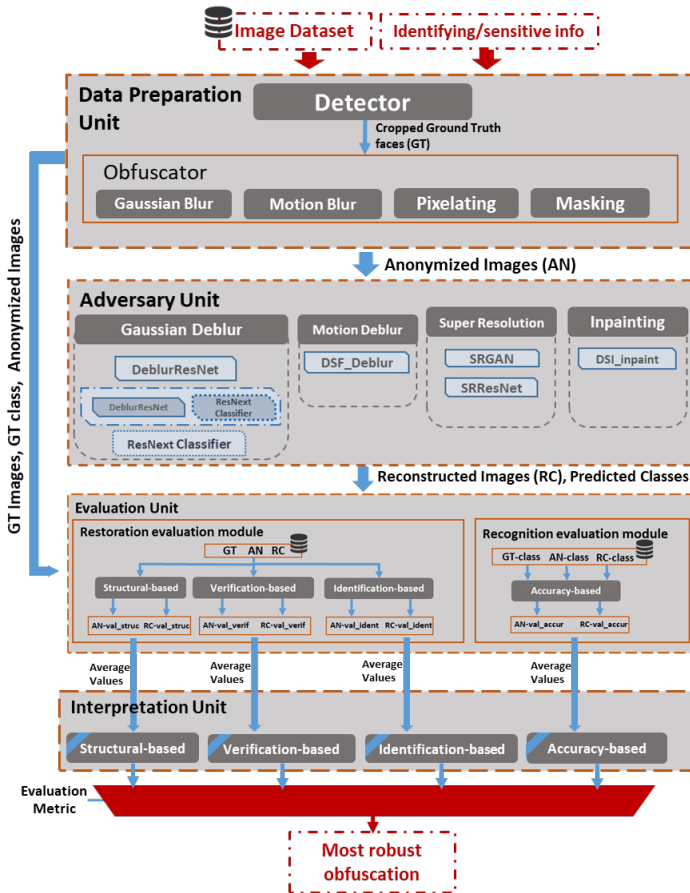 Image Dataset
Identifying/sensitive info
Data Preparation
Unit
Detector
Cropped Ground Truth
faces (GT)
Obfuscator
Gaussian Blur
Motion Blur
Pixelating
Masking
GT Images, GT class, Anonymized Images
Anonymized Images (AN)
Adversary Unit
Gaussian Deblur
Motion Deblur
Super Resolution
Inpainting
DeblurResNet
DSF_Deblur
SRGAN
DSI_inpaint
SRResNet
DeblurResNet
ResNext
Classifier
ResNext Classifier
Reconstructed Images (RC), Predicted Classes
Evaluation Unit
Restoration evaluation module
GT AN RC
Structural-based
Verification-based
Identification-based
AN-val_struc
RC-val_struc
AN-val_verif
RC-val_verif
AN-val_ident
RC-val_ident
Recognition evaluation module
GT-class AN-class RC-class
Accuracy-based
AN-val_accur
RC-val_accur
Average
Values
Average
Values
Average
Values
Average
Values
Interpretation Unit
Structural-based
Verification-based
Identification-based
Accuracy-based
Evaluation
Metric
Most robust
obfuscation